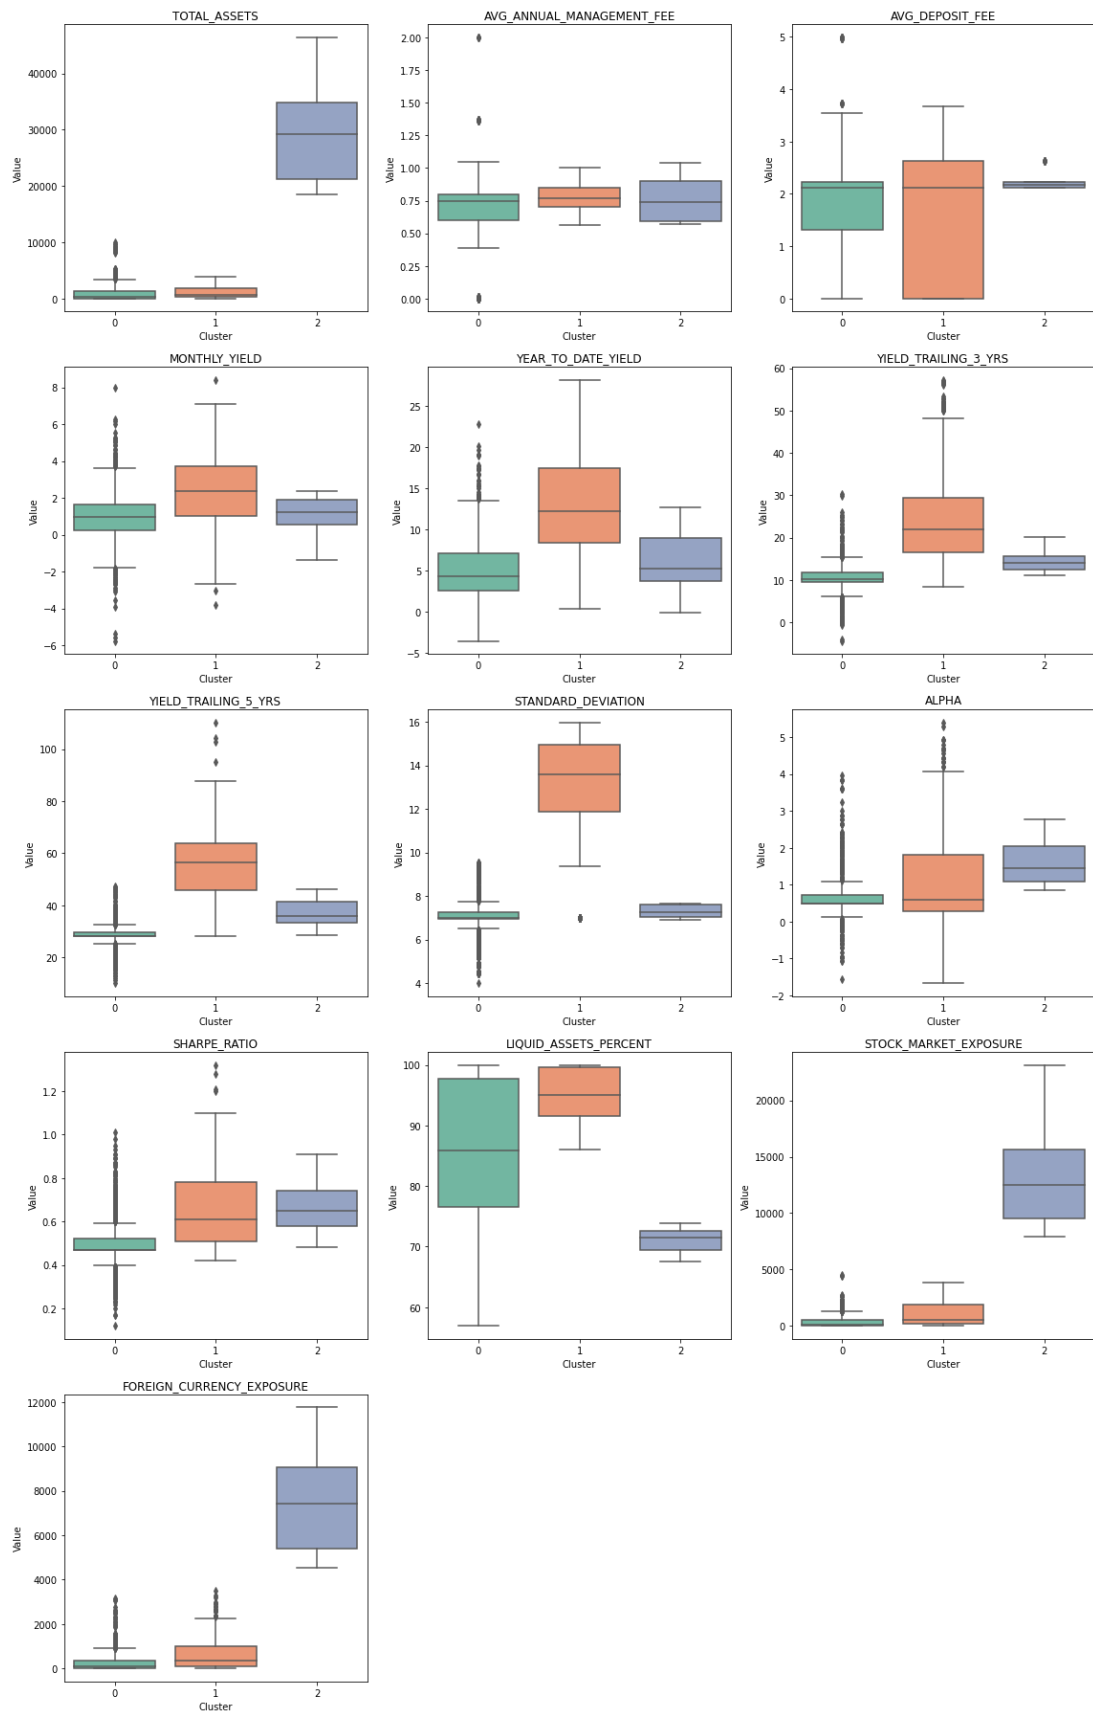 TOTAL_ASSETS
Value
40000
30000
20000
10000
0
0 1 2
Cluster
AVG_ANNUAL_MANAGEMENT_FEE
Value
2.00
1.75
1.50
1.25
1.00
0.75
0.50
0.25
0.00
0 1 2
Cluster
AVG_DEPOSIT_FEE
Value
5
4
3
2
1
0
0 1 2
Cluster
MONTHLY_YIELD
Value
8
6
4
2
0
−2
−4
−6
0 1 2
Cluster
YEAR_TO_DATE_YIELD
Value
25
20
15
10
5
0
−5
0 1 2
Cluster
YIELD_TRAILING_3_YRS
Value
60
50
40
30
20
10
0
0 1 2
Cluster
YIELD_TRAILING_5_YRS
Value
100
80
60
40
20
0 1 2
Cluster
STANDARD_DEVIATION
Value
16
14
12
10
8
6
4
0 1 2
Cluster
ALPHA
Value
5
4
3
2
1
0
−1
−2
0 1 2
Cluster
SHARPE_RATIO
Value
1.2
1.0
0.8
0.6
0.4
0.2
0 1 2
Cluster
LIQUID_ASSETS_PERCENT
Value
100
90
80
70
60
0 1 2
Cluster
STOCK_MARKET_EXPOSURE
Value
20000
15000
10000
5000
0
0 1 2
Cluster
FOREIGN_CURRENCY_EXPOSURE
Value
12000
10000
8000
6000
4000
2000
0
0 1 2
Cluster